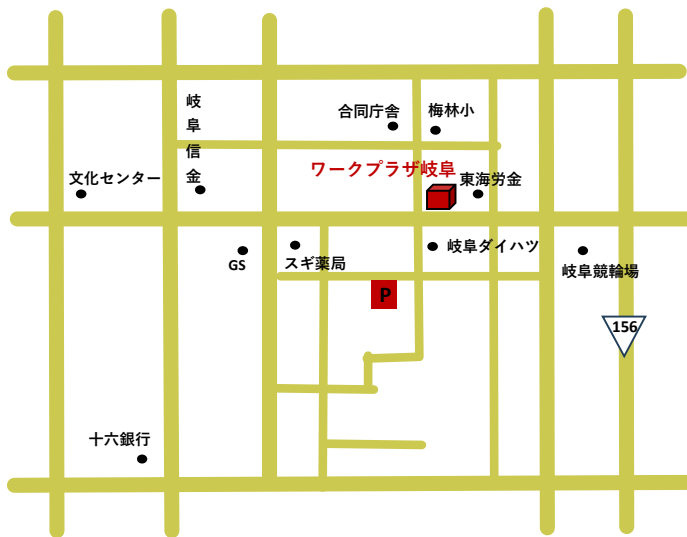 岐阜信金
合同庁舎
梅林小
ワークプラザ岐阜
文化センター
東海労金
岐阜ダイハツ
GS
スギ薬局
岐阜競輪場
P
156
十六銀行